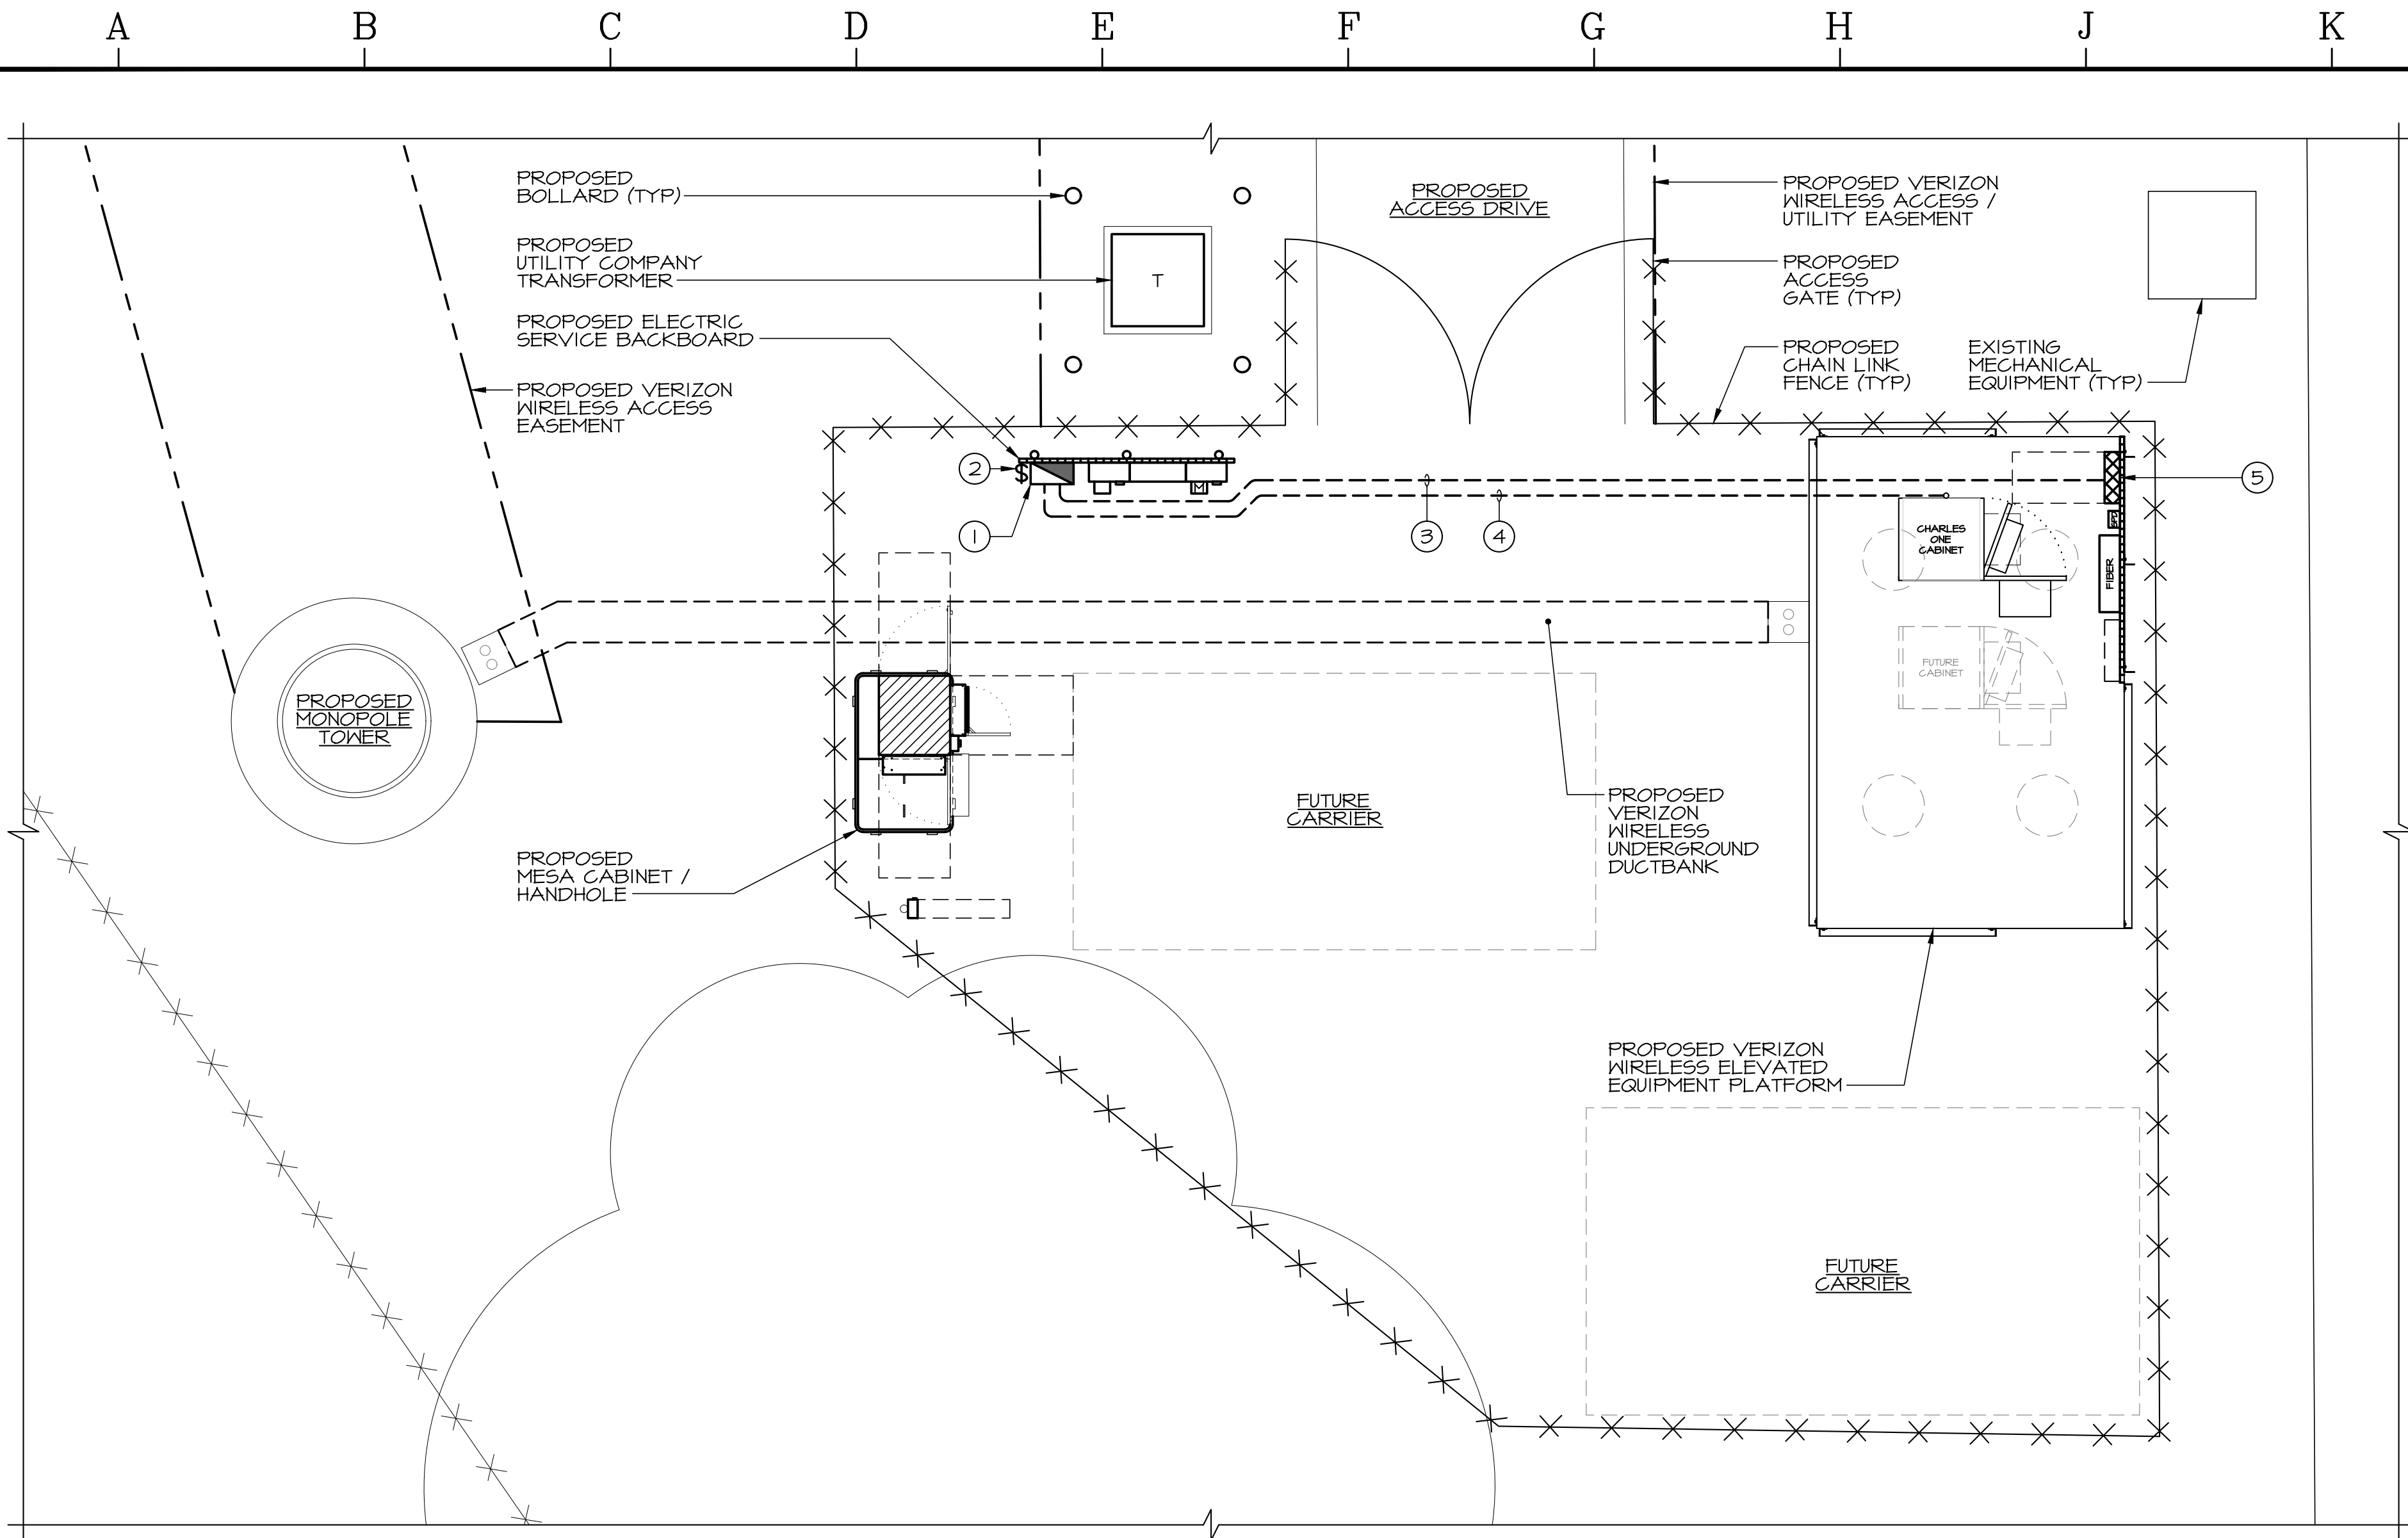 A B C D E F G H J K
PROPOSED
BOLLARD (TYP)
PROPOSED
ACCESS DRIVE
PROPOSED VERIZON
WIRELESS ACCESS /
UTILITY EASEMENT
PROPOSED
UTILITY COMPANY
TRANSFORMER
T
PROPOSED
ACCESS
GATE (TYP)
PROPOSED ELECTRIC
SERVICE BACKBOARD
PROPOSED
CHAIN LINK
FENCE (TYP)
EXISTING
MECHANICAL
EQUIPMENT (TYP)
PROPOSED VERIZON
WIRELESS ACCESS
EASEMENT
2
$
M
5
1
3
4
CHARLES
ONE
CABINET
FIBER
FUTURE
CABINET
PROPOSED
MONOPOLE
TOWER
FUTURE
CARRIER
PROPOSED
VERIZON
WIRELESS
UNDERGROUND
DUCTBANK
PROPOSED
MESA CABINET /
HANDHOLE
PROPOSED VERIZON
WIRELESS ELEVATED
EQUIPMENT PLATFORM
FUTURE
CARRIER